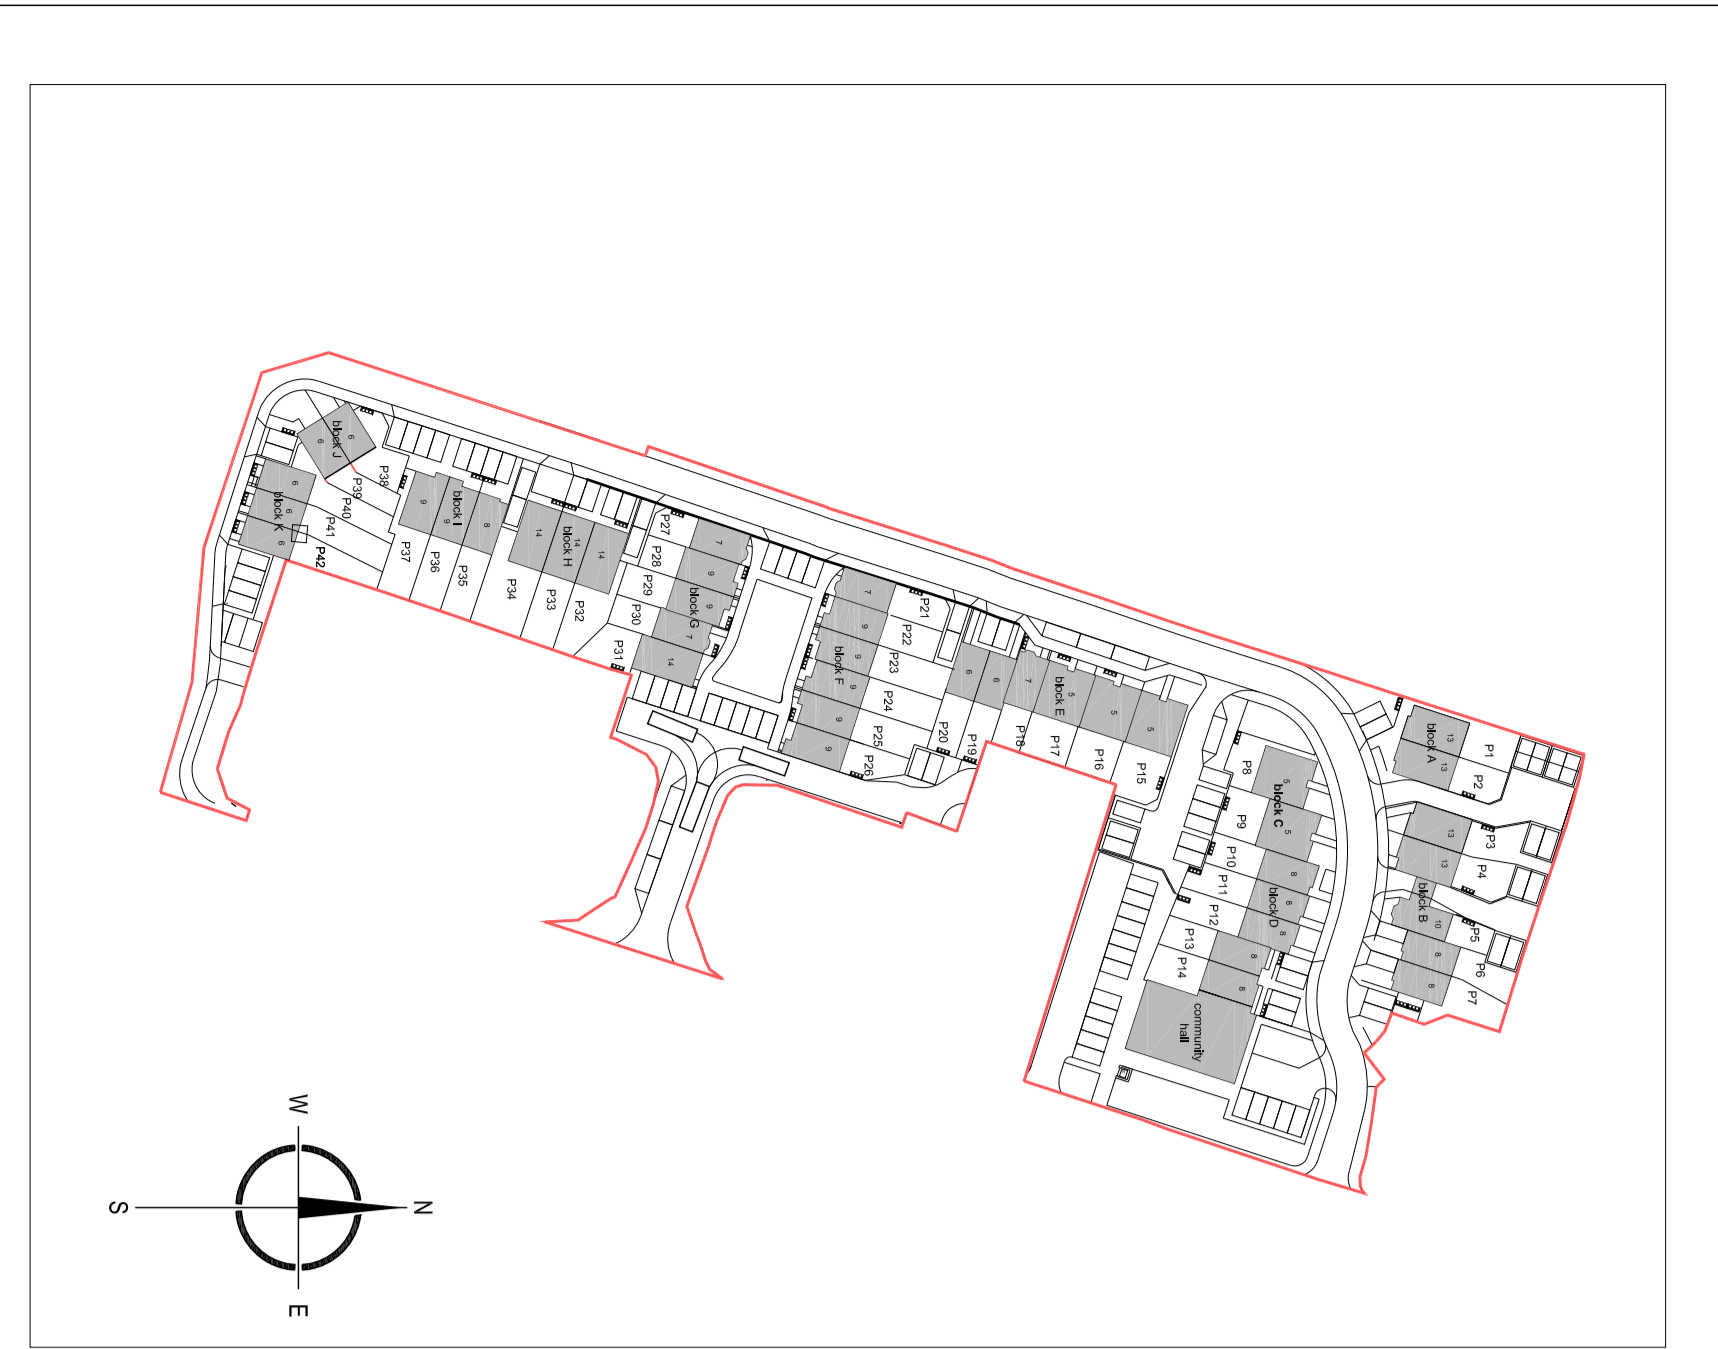 block A
13
13
P1
P2
block B
13
13
10
8
8
P3
P4
P5
P6
P7
block C
5
5
P8
P9
block D
8
8
8
8
8
P10
P11
P12
P13
P14
community
hall
block E
6
6
7
5
5
5
P15
P16
P17
P18
P19
P20
block F
7
9
9
9
9
9
P21
P22
P23
P24
P25
P26
block G
7
9
9
7
14
P27
P28
P29
P30
P31
block H
14
14
14
P32
P33
P34
block I
9
9
8
P35
P36
P37
block J
6
6
P38
P39
block K
6
6
6
P40
P41
P42
W
S
N
E